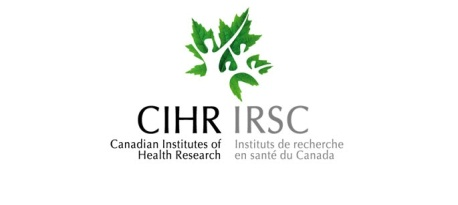 CIHR IRSC
Canadian Institutes of Health Research
Instituts de recherche en santé du Canada